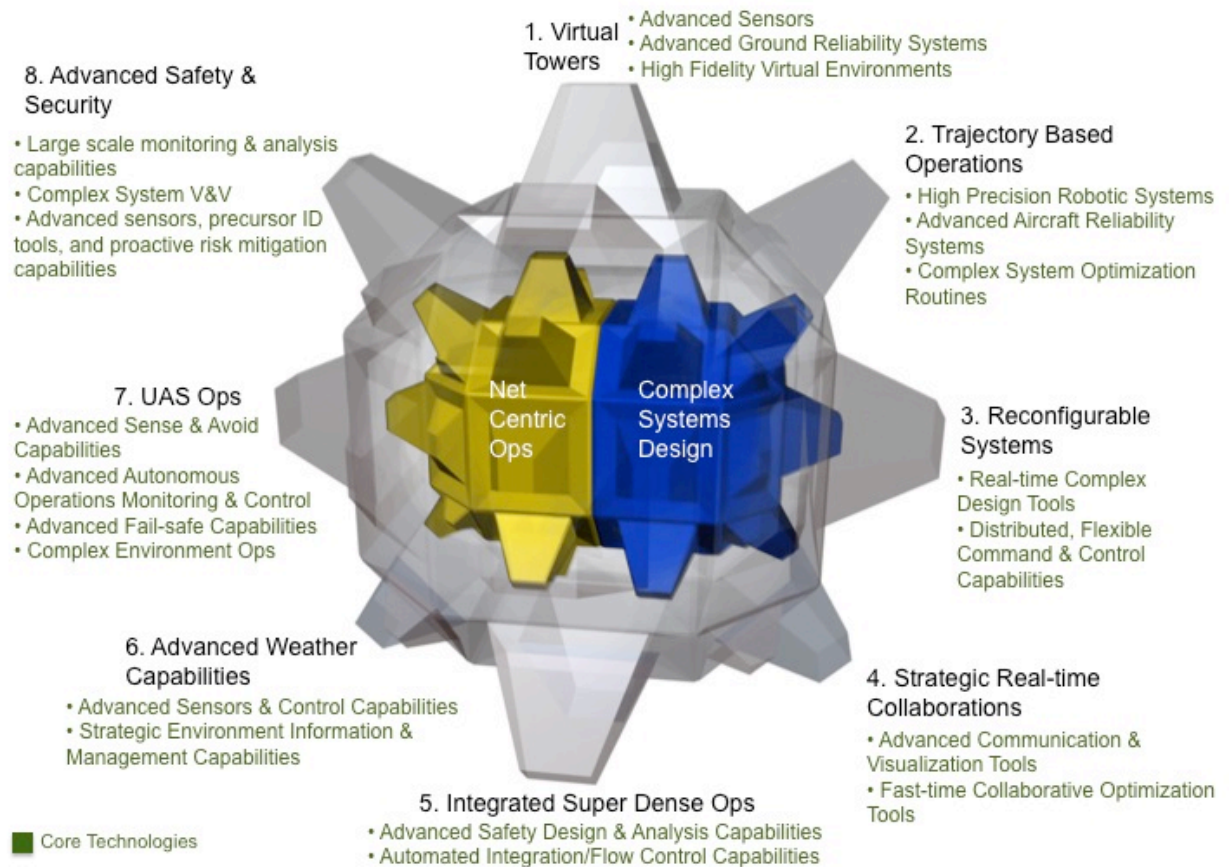 1. Virtual
Towers
• Advanced Sensors
• Advanced Ground Reliability Systems
• High Fidelity Virtual Environments
2. Trajectory Based
Operations
• High Precision Robotic Systems
• Advanced Aircraft Reliability
Systems
• Complex System Optimization
Routines
3. Reconfigurable
Systems
• Real-time Complex
Design Tools
• Distributed, Flexible
Command & Control
Capabilities
4. Strategic Real-time
Collaborations
• Advanced Communication &
Visualization Tools
• Fast-time Collaborative Optimization
Tools
5. Integrated Super Dense Ops
• Advanced Safety Design & Analysis Capabilities
• Automated Integration/Flow Control Capabilities
6. Advanced Weather
Capabilities
• Advanced Sensors & Control Capabilities
• Strategic Environment Information &
Management Capabilities
7. UAS Ops
• Advanced Sense & Avoid
Capabilities
• Advanced Autonomous
Operations Monitoring & Control
• Advanced Fail-safe Capabilities
• Complex Environment Ops
8. Advanced Safety &
Security
• Large scale monitoring & analysis
capabilities
• Complex System V&V
• Advanced sensors, precursor ID
tools, and proactive risk mitigation
capabilities
Net
Centric
Ops
Complex
Systems
Design
Core Technologies